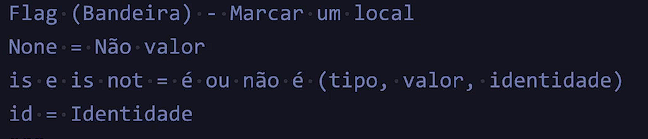 Flag (Bandeira) - Marcar um local
None = Não valor
is e is not = é ou não é (tipo, valor, identidade)
id = Identidade